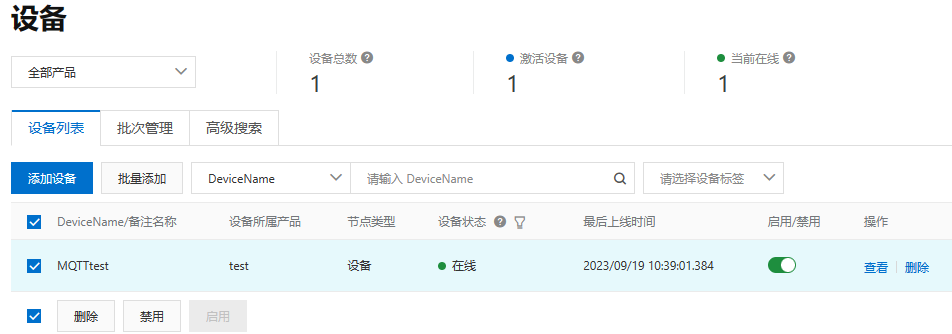 设备
全部产品
设备总数
1
激活设备
1
当前在线
1
设备列表 批次管理 高级搜索
添加设备 批量添加 DeviceName 请输入 DeviceName 请选择设备标签
DeviceName/备注名称 设备所属产品 节点类型 设备状态 最后上线时间 启用/禁用 操作
MQTTtest test 设备 在线 2023/09/19 10:39:01.384 查看 删除
删除 禁用 启用